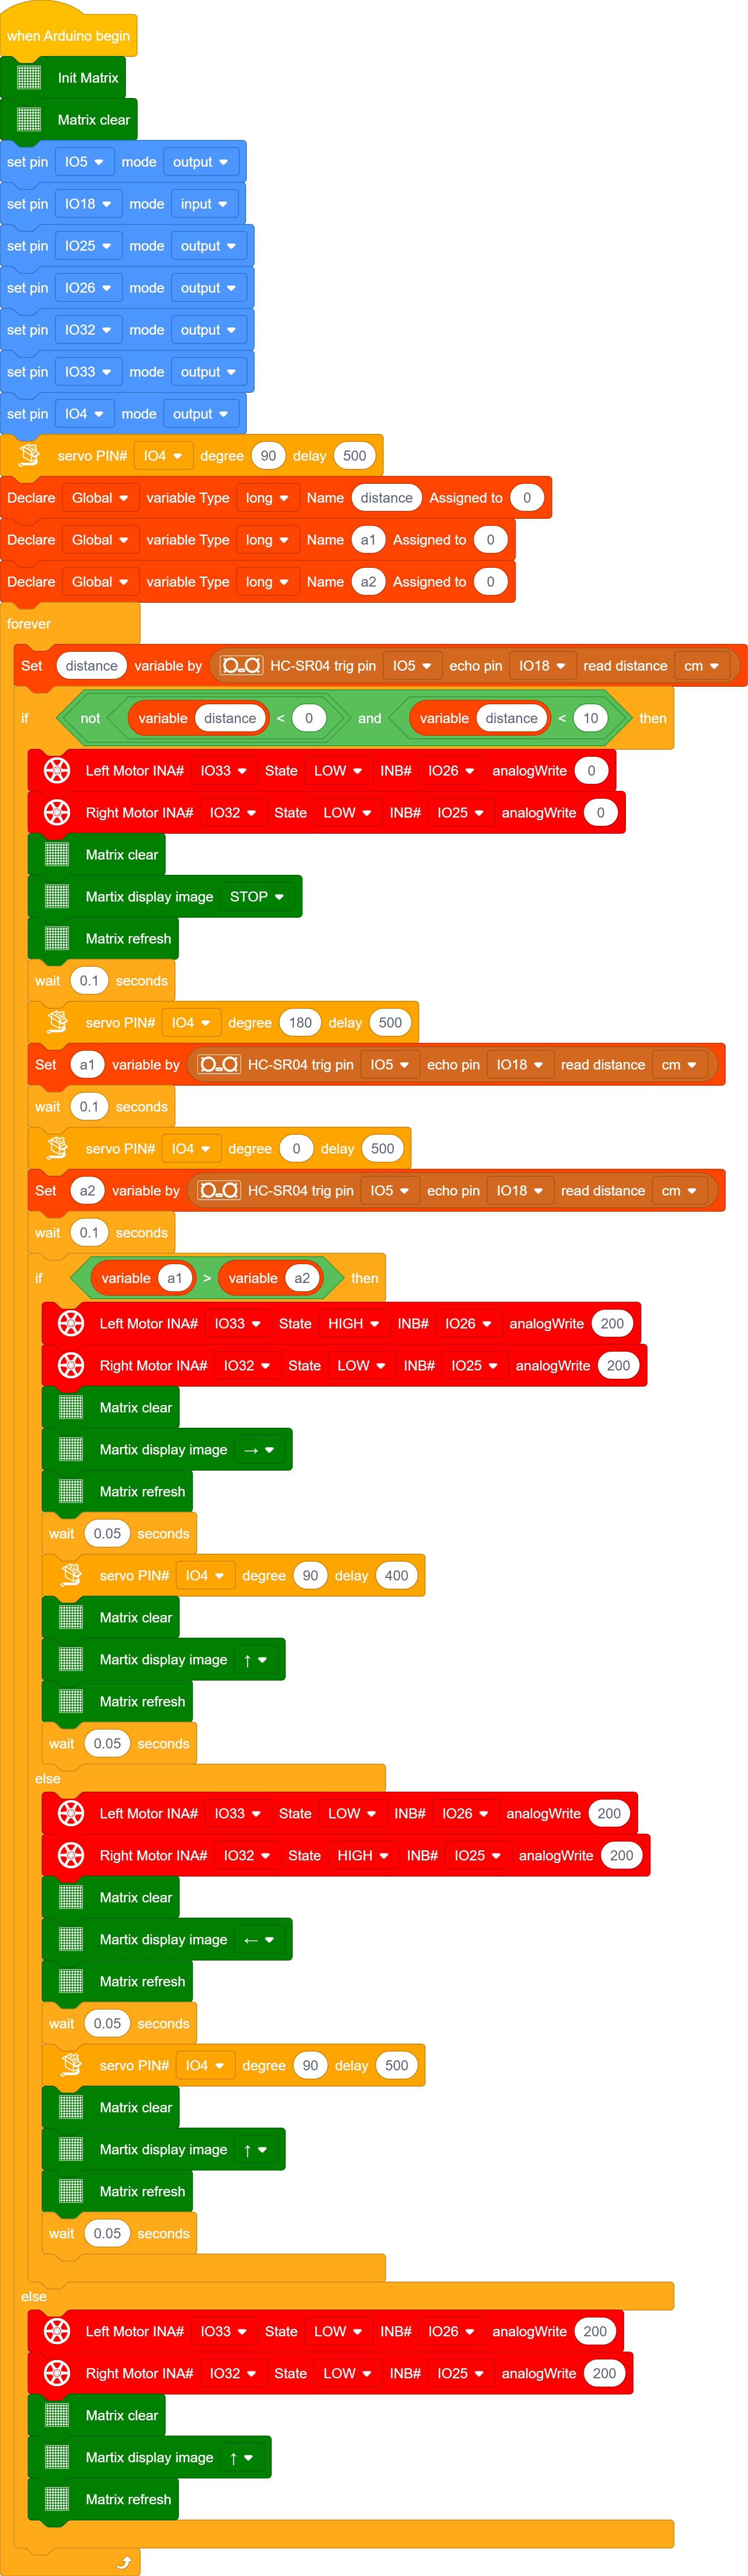 when Arduino begin
Init Matrix
Matrix clear
set pin IO5 mode output
set pin IO18 mode input
set pin IO25 mode output
set pin IO26 mode output
set pin IO32 mode output
set pin IO33 mode output
set pin IO4 mode output
servo PIN# IO4 degree 90 delay 500
Declare Global variable Type long Name distance Assigned to 0
Declare Global variable Type long Name a1 Assigned to 0
Declare Global variable Type long Name a2 Assigned to 0
forever
Set distance variable by HC-SR04 trig pin IO5 echo pin IO18 read distance cm
if not variable distance < 0 and variable distance < 10 then
Left Motor INA# IO33 State LOW INB# IO26 analogWrite 0
Right Motor INA# IO32 State LOW INB# IO25 analogWrite 0
Matrix clear
Martix display image STOP
Matrix refresh
wait 0.1 seconds
servo PIN# IO4 degree 180 delay 500
Set a1 variable by HC-SR04 trig pin IO5 echo pin IO18 read distance cm
wait 0.1 seconds
servo PIN# IO4 degree 0 delay 500
Set a2 variable by HC-SR04 trig pin IO5 echo pin IO18 read distance cm
wait 0.1 seconds
if variable a1 > variable a2 then
Left Motor INA# IO33 State HIGH INB# IO26 analogWrite 200
Right Motor INA# IO32 State LOW INB# IO25 analogWrite 200
Matrix clear
Martix display image →
Matrix refresh
wait 0.05 seconds
servo PIN# IO4 degree 90 delay 400
Matrix clear
Martix display image ↑
Matrix refresh
wait 0.05 seconds
else
Left Motor INA# IO33 State LOW INB# IO26 analogWrite 200
Right Motor INA# IO32 State HIGH INB# IO25 analogWrite 200
Matrix clear
Martix display image ←
Matrix refresh
wait 0.05 seconds
servo PIN# IO4 degree 90 delay 500
Matrix clear
Martix display image ↑
Matrix refresh
wait 0.05 seconds
else
Left Motor INA# IO33 State LOW INB# IO26 analogWrite 200
Right Motor INA# IO32 State LOW INB# IO25 analogWrite 200
Matrix clear
Martix display image ↑
Matrix refresh